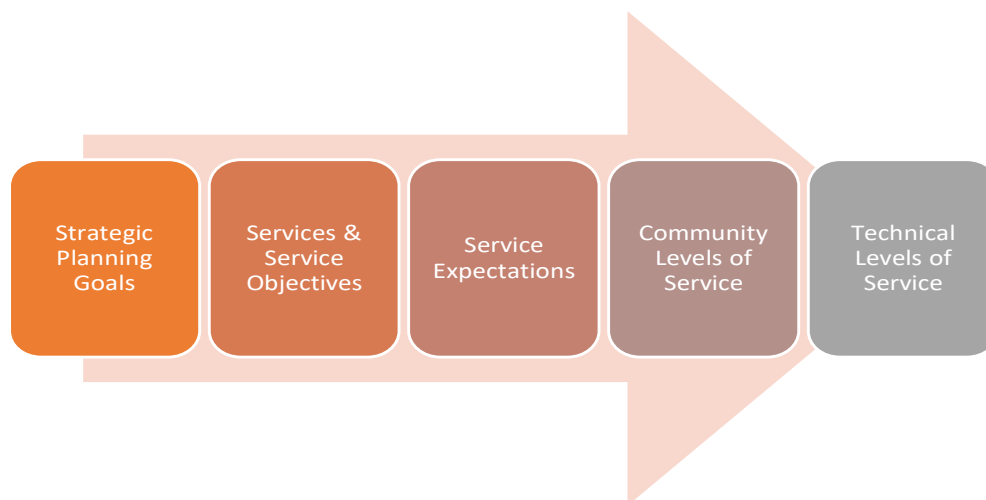 Strategic
Planning
Goals
Services &
Service
Objectives
Service
Expectations
Community
Levels of
Service
Technical
Levels of
Service